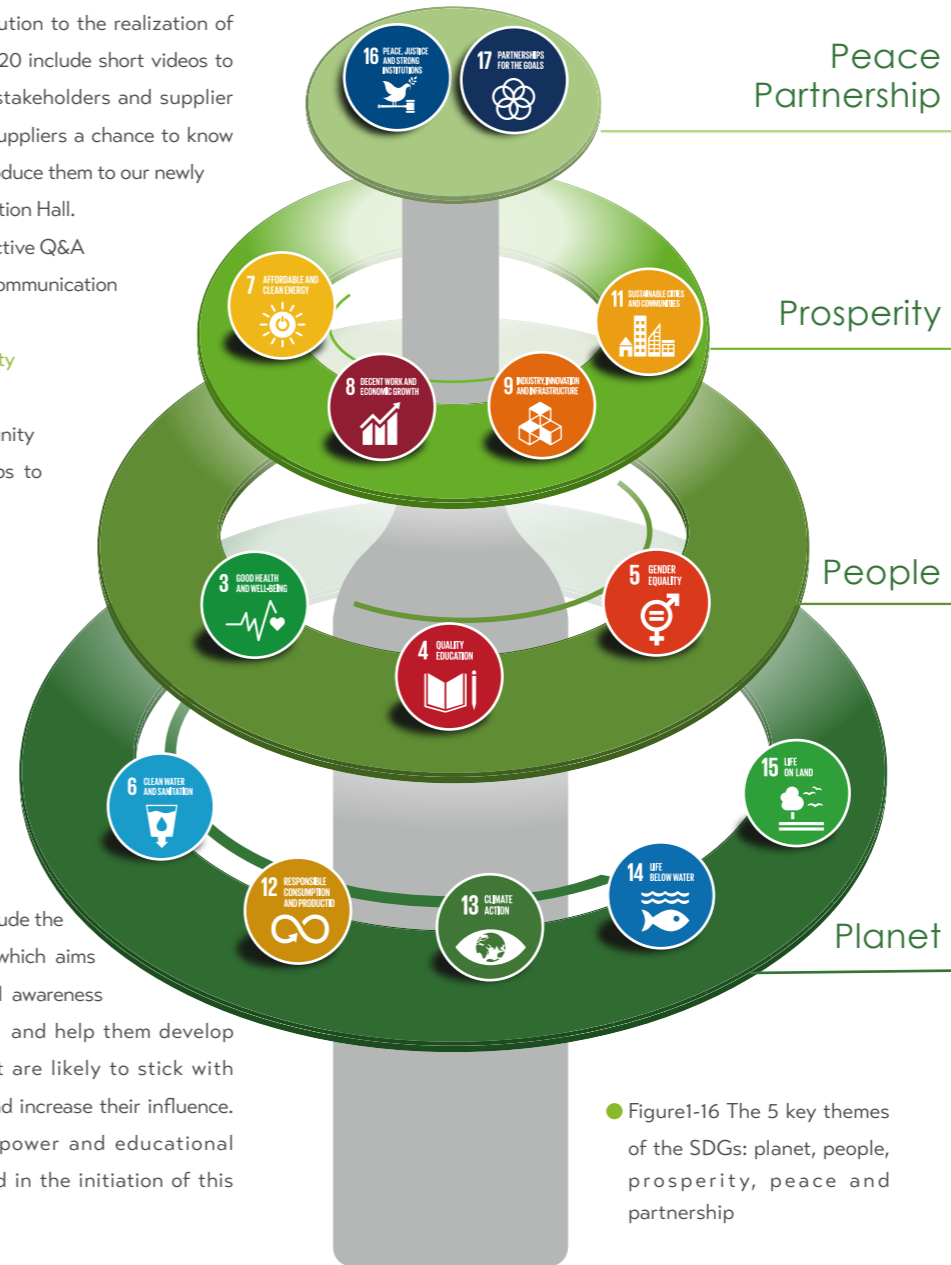 ution to the realization of
20 include short videos to
stakeholders and supplier
uppliers a chance to know
oduce them to our newly
tion Hall.
ctive Q&A
ommunication
ty
unity
os to
ude the
which aims
l awareness
and help them develop
t are likely to stick with
nd increase their influence.
power and educational
d in the initiation of this
16 PEACE, JUSTICE
AND STRONG
INSTITUTIONS
17 PARTNERSHIPS
FOR THE GOALS
Peace
Partnership
7 AFFORDABLE AND
CLEAN ENERGY
11 SUSTAINABLE CITIES
AND COMMUNITIES
8 DECENT WORK AND
ECONOMIC GROWTH
9 INDUSTRY, INNOVATION
AND INFRASTRUCTURE
Prosperity
3 GOOD HEALTH
AND WELL-BEING
5 GENDER
EQUALITY
4 QUALITY
EDUCATION
People
6 CLEAN WATER
AND SANITATION
15 LIFE
ON LAND
12 RESPONSIBLE
CONSUMPTION
AND PRODUCTIO
13 CLIMATE
ACTION
14 LIFE
BELOW WATER
Planet
Figure1-16 The 5 key themes
of the SDGs: planet, people,
prosperity, peace and
partnership